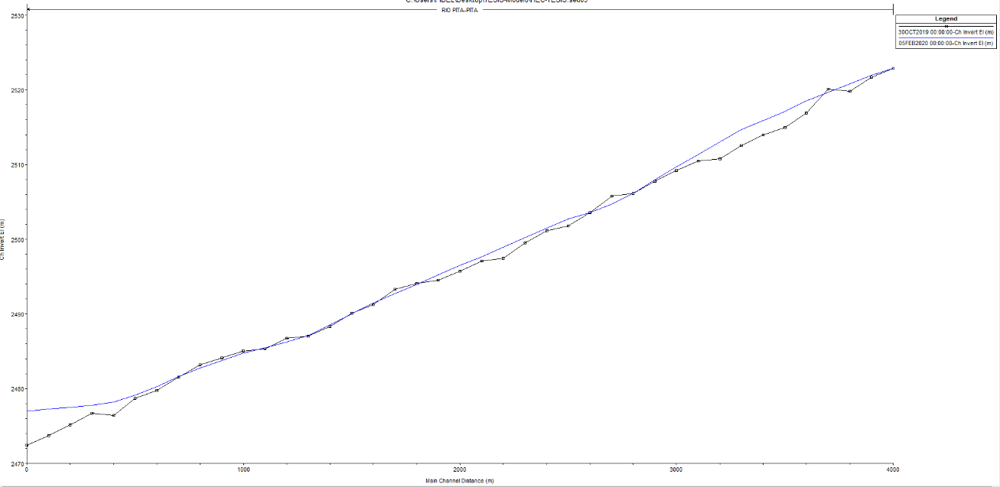 RIO PITA-PITA
Legend
30OCT2019 00:00:00-Ch Invert El (m)
05FEB2020 00:00:00-Ch Invert El (m)
2530
2520
2510
2500
2490
2480
2470
Ch Invert El (m)
0
1000
2000
3000
4000
Main Channel Distance (m)